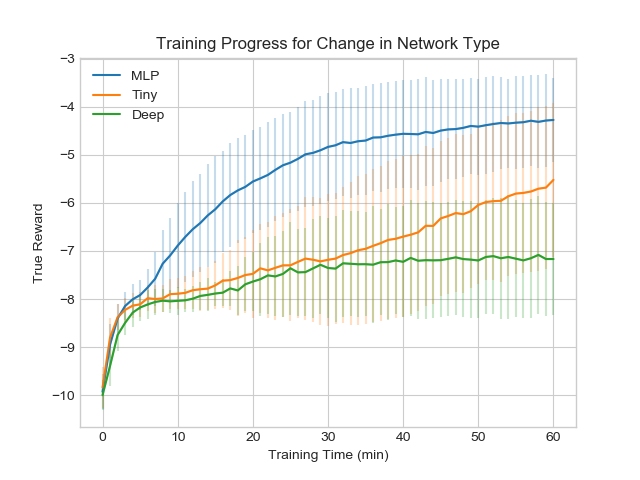 Training Progress for Change in Network Type
MLP
Tiny
Deep
−3
−4
−5
−6
−7
−8
−9
−10
True Reward
0 10 20 30 40 50 60
Training Time (min)